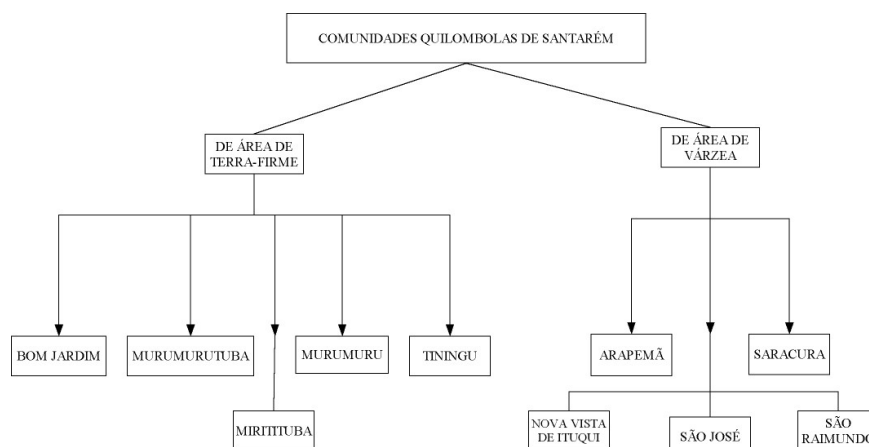 COMUNIDADES QUILOMBOLAS DE SANTARÉM
DE ÁREA DE
TERRA-FIRME
DE ÁREA DE
VÁRZEA
BOM JARDIM
MURUMURUTUBA
MURUMURU
TININGU
ARAPEMÃ
SARACURA
MIRITITUBA
NOVA VISTA
DE ITUQUI
SÃO JOSÉ
SÃO
RAIMUNDO